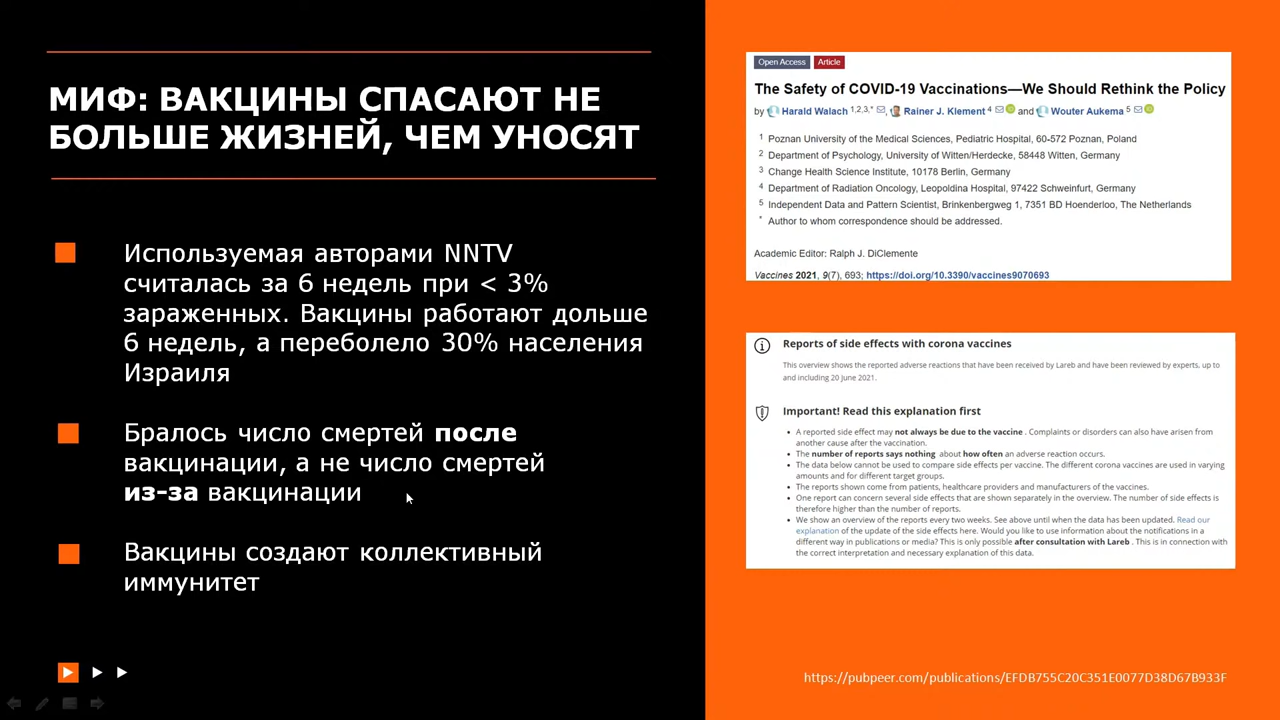 МИФ: ВАКЦИНЫ СПАСАЮТ НЕ
БОЛЬШЕ ЖИЗНЕЙ, ЧЕМ УНОСЯТ
Используемая авторами NNTV
считалась за 6 недель при < 3%
зараженных. Вакцины работают дольше
6 недель, а переболело 30% населения
Израиля
Бралось число смертей после
вакцинации, а не число смертей
из-за вакцинации
Вакцины создают коллективный
иммунитет
Open Access Article
The Safety of COVID-19 Vaccinations—We Should Rethink the Policy
by Harald Walach 1,2,3,* , Rainer J. Klement 4 and Wouter Aukema 5
1 Poznan University of the Medical Sciences, Pediatric Hospital, 60-572 Poznan, Poland
2 Department of Psychology, University of Witten/Herdecke, 58448 Witten, Germany
3 Change Health Science Institute, 10178 Berlin, Germany
4 Department of Radiation Oncology, Leopoldina Hospital, 97422 Schweinfurt, Germany
5 Independent Data and Pattern Scientist, Brinkenbergweg 1, 7351 BD Hoenderloo, The Netherlands
* Author to whom correspondence should be addressed.
Academic Editor: Ralph J. DiClemente
Vaccines 2021, 9(7), 693; https://doi.org/10.3390/vaccines9070693
Reports of side effects with corona vaccines
This overview shows the reported adverse reactions that have been received by Lareb and have been reviewed by experts, up to
and including 20 June 2021.
Important! Read this explanation first
A reported side effect may not always be due to the vaccine . Complaints or disorders can also have arisen from
another cause after the vaccination.
The number of reports says nothing about how often an adverse reaction occurs.
The data below cannot be used to compare side effects per vaccine. The different corona vaccines are used in varying
amounts and for different target groups.
The reports shown come from patients, healthcare providers and manufacturers of the vaccines.
One report can concern several side effects that are shown separately in the overview. The number of side effects is
therefore higher than the number of reports.
We show an overview of the reports every two weeks. See above until when the data has been updated. Read our
explanation of the update of the side effects here. Would you like to use information about the notifications in a
different way in publications or media? This is only possible after consultation with Lareb . This is in connection with
the correct interpretation and necessary explanation of this data.
https://pubpeer.com/publications/EFDB755C20C351E0077D38D67B933F